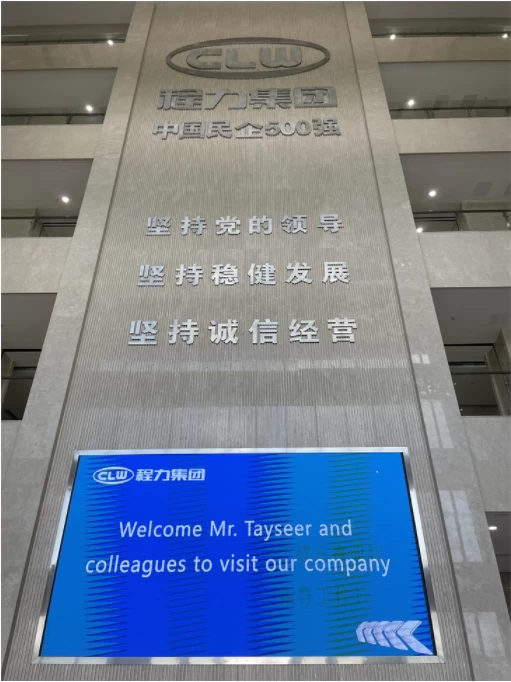 CLW
程力集团
中国民企500强
坚持党的领导
坚持稳健发展
坚持诚信经营
CLW 程力集团
Welcome Mr. Tayseer and
colleagues to visit our company